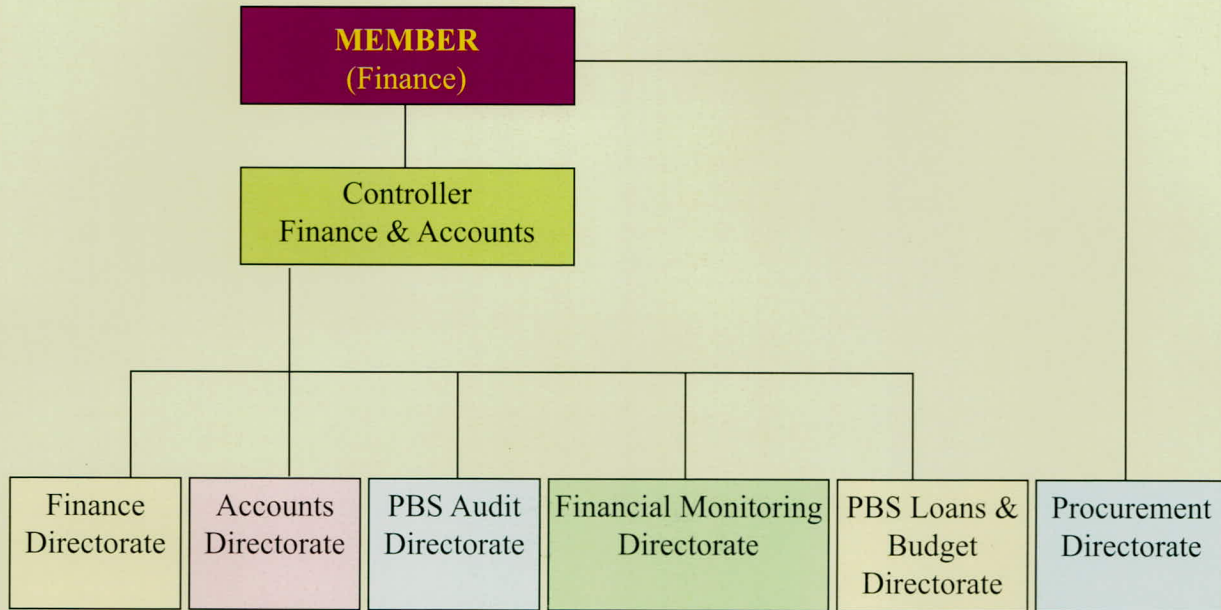 MEMBER
(Finance)
Controller
Finance & Accounts
Finance
Directorate
Accounts
Directorate
PBS Audit
Directorate
Financial Monitoring
Directorate
PBS Loans &
Budget
Directorate
Procurement
Directorate